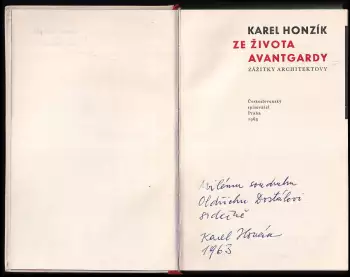 KAREL HONZÍK
ZE ŽIVOTA
AVANTGARDY
ZÁŽITKY ARCHITEKTOVY
Československý
spisovatel
Praha
1963
Milému soudruhu
Oldřichu Dostálovi
srdečně
Karel Honzík
1963